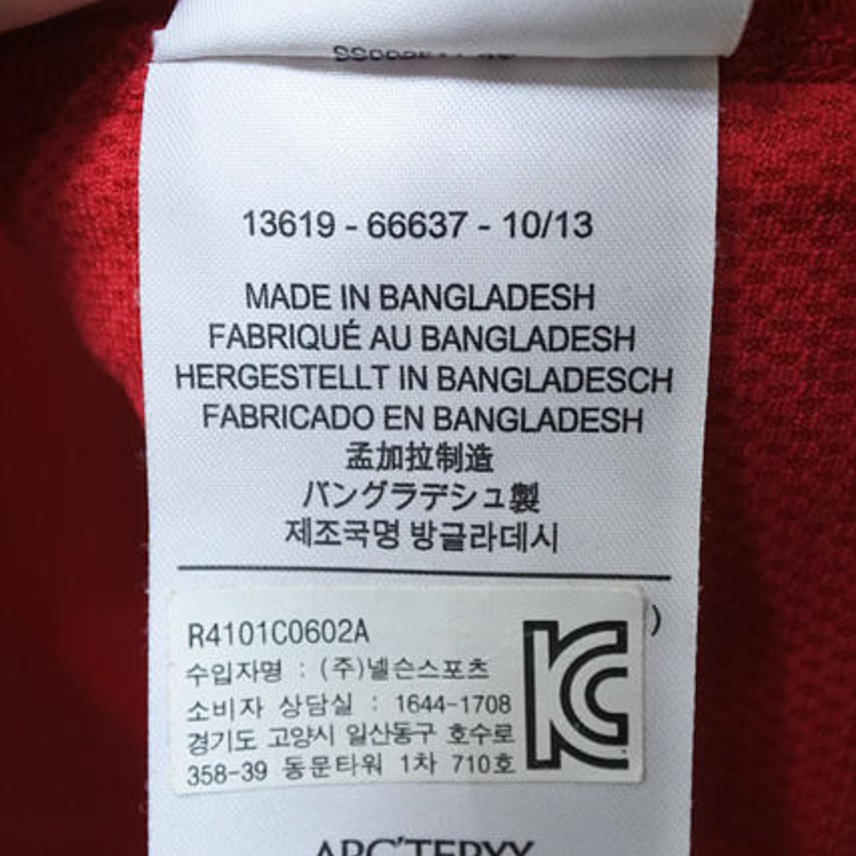 13619 - 66637 - 10/13
MADE IN BANGLADESH
FABRIQUÉ AU BANGLADESH
HERGESTELLT IN BANGLADESCH
FABRICADO EN BANGLADESH
孟加拉制造
バングラデシュ製
제조국명 방글라데시
)
R4101C0602A
수입자명 : (주)넬슨스포츠
소비자 상담실 : 1644-1708
경기도 고양시 일산동구 호수로
358-39 동문타워 1차 710호
KC
ARC'TERYX